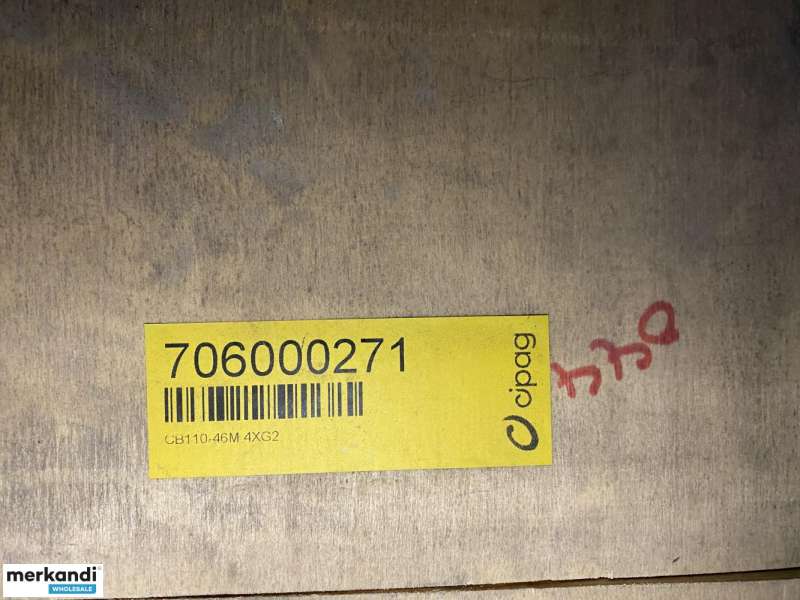 706000271
CB110-46M 4XG2
cipag
merkandi
WHOLESALE